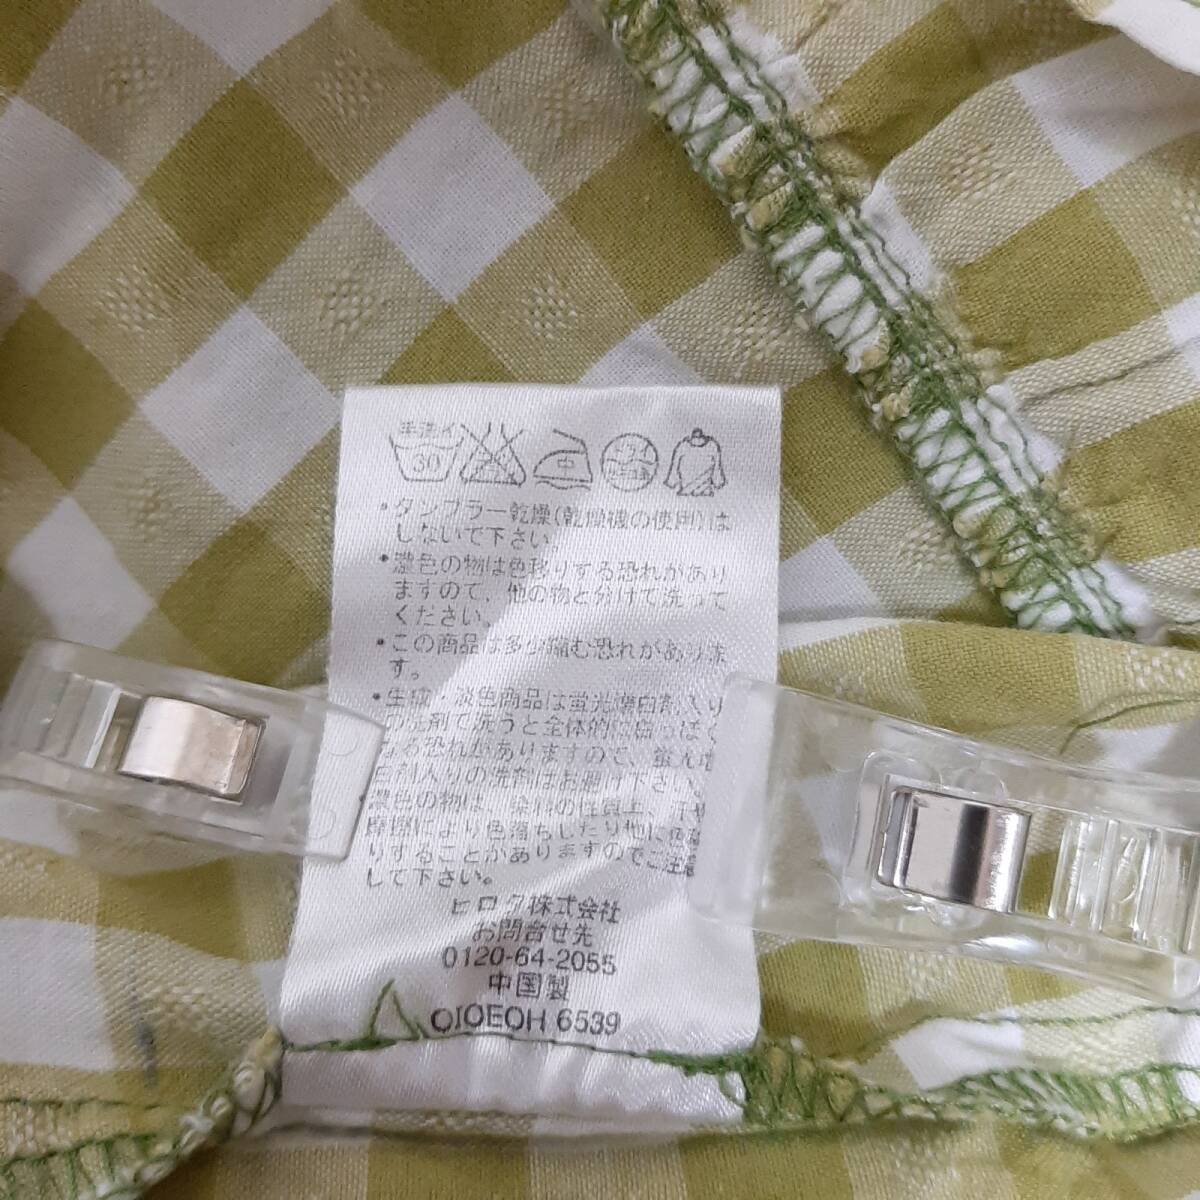 手洗イ
30
中
・タンブラー乾燥(乾燥機の使用)は
しないで下さい。
・濃色の物は色移りする恐れがあり
ますので、他の物と分けて洗って
ください。
・この商品は多少縮む恐れがありま
す。
・生成・淡色商品は蛍光増白剤入り
の洗剤で洗うと全体的に白っぽく
なる恐れがありますので、蛍光増
白剤入りの洗剤はお避け下さい。
濃色の物は、染料の性質上、汗や
摩擦により色落ちしたり他に色移
りすることがありますのでご注意
して下さい。
ヒロタ株式会社
お問合せ先
0120-64-2055
中国製
QIOEOH 6539